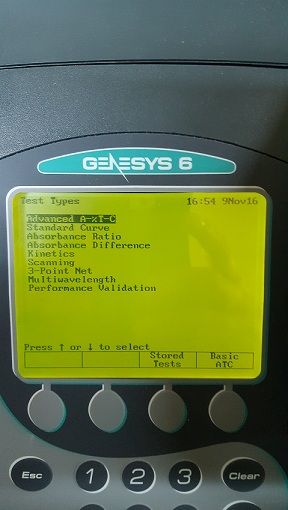 GENESYS 6
Test Types 16:54 9Nov16
Advanced A-%T-C
Standard Curve
Absorbance Ratio
Absorbance Difference
Kinetics
Scanning
3-Point Net
Multiwavelength
Performance Validation
Press ↑ or ↓ to select
Stored Basic
Tests ATC
Esc 1 2 3 Clear